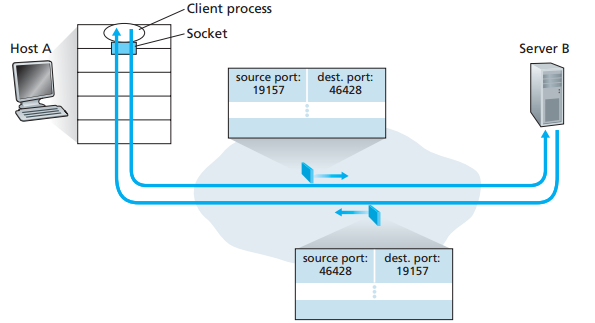 Client process
Socket
Host A
Server B
source port: dest. port:
19157 46428
source port: dest. port:
46428 19157